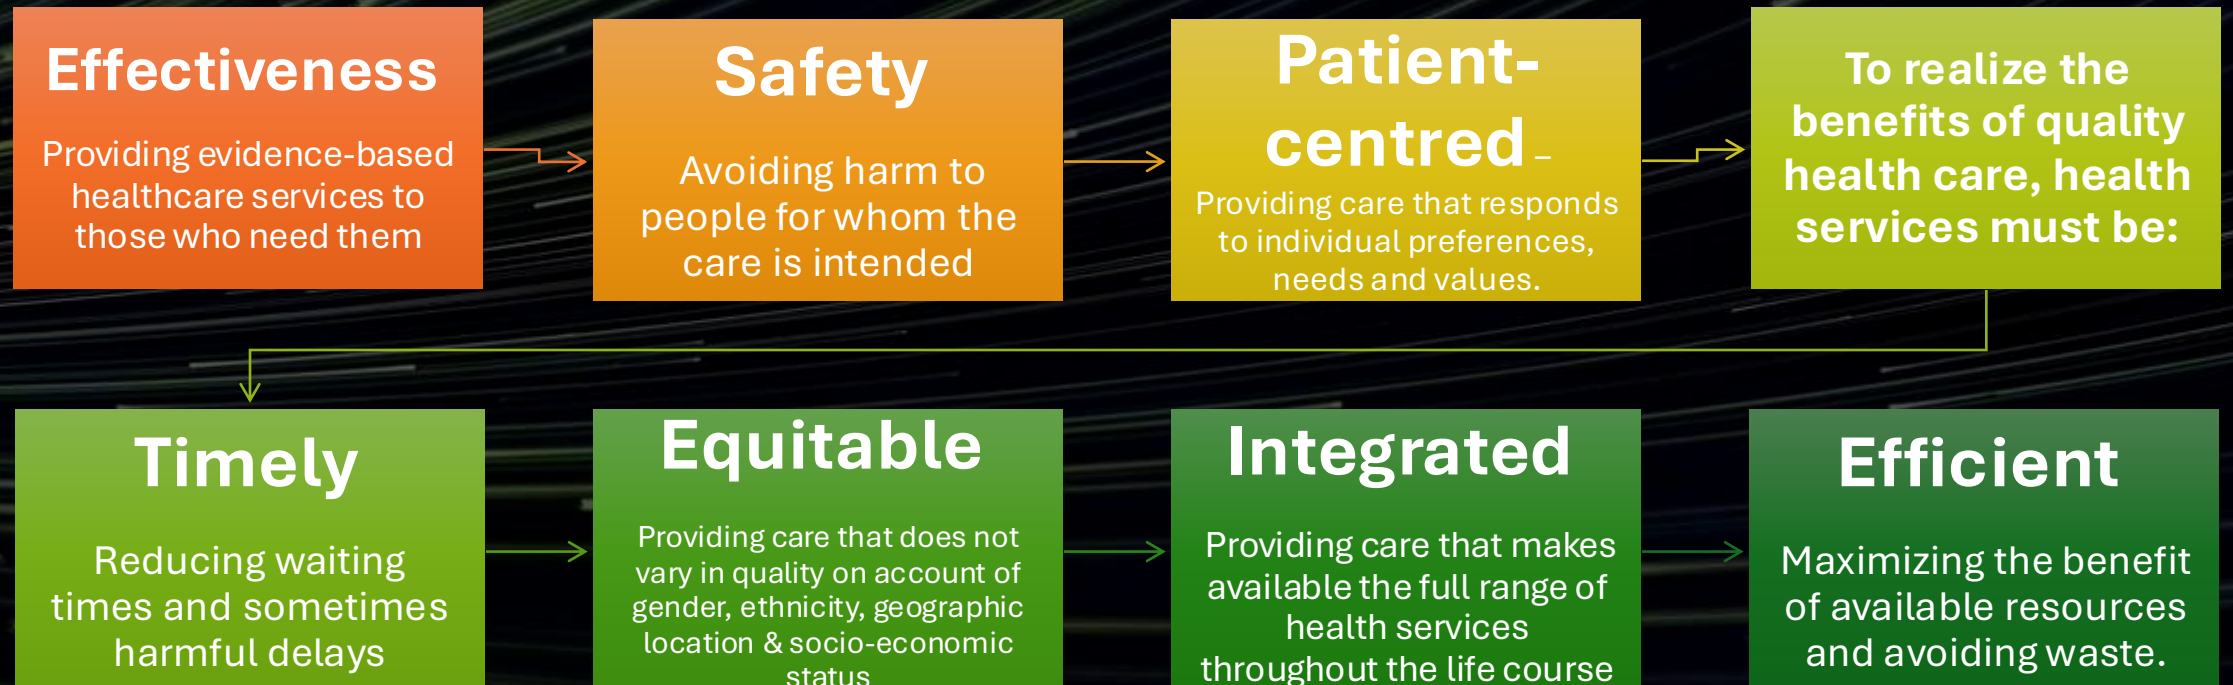 Effectiveness
Providing evidence-based
healthcare services to
those who need them
Safety
Avoiding harm to
people for whom the
care is intended
Patient-
centred –
Providing care that responds
to individual preferences,
needs and values.
To realize the
benefits of quality
health care, health
services must be:
Timely
Reducing waiting
times and sometimes
harmful delays
Equitable
Providing care that does not
vary in quality on account of
gender, ethnicity, geographic
location & socio-economic
status
Integrated
Providing care that makes
available the full range of
health services
throughout the life course
Efficient
Maximizing the benefit
of available resources
and avoiding waste.